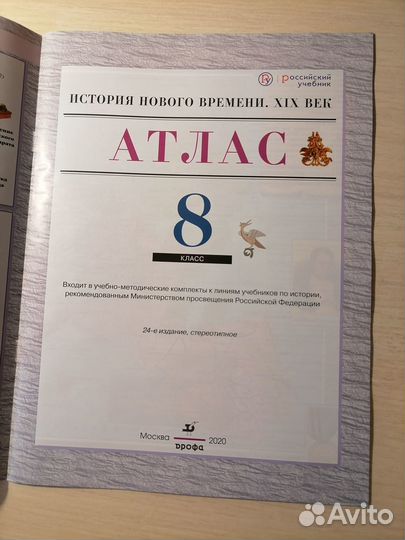 российский
учебник
ИСТОРИЯ НОВОГО ВРЕМЕНИ. XIX ВЕК
АТЛАС
8
КЛАСС
Входит в учебно-методические комплекты к линиям учебников по истории,
рекомендованным Министерством просвещения Российской Федерации
24-е издание, стереотипное
Москва
2020
дрофа
Avito